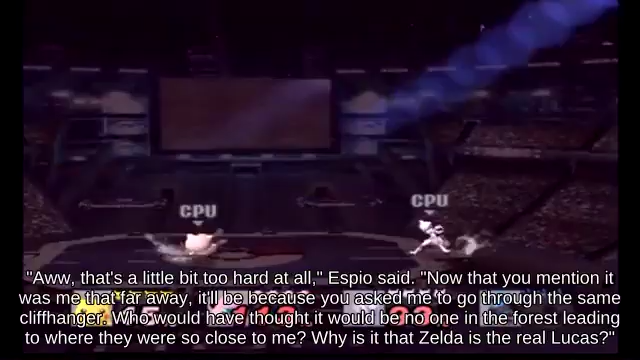 CPU
CPU
"Aww, that's a little bit too hard at all," Espio said. "Now that you mention it
was me that far away, it'll be because you asked me to go through the same
cliffhanger. Who would have thought it would be no one in the forest leading
to where they were so close to me? Why is it that Zelda is the real Lucas?"